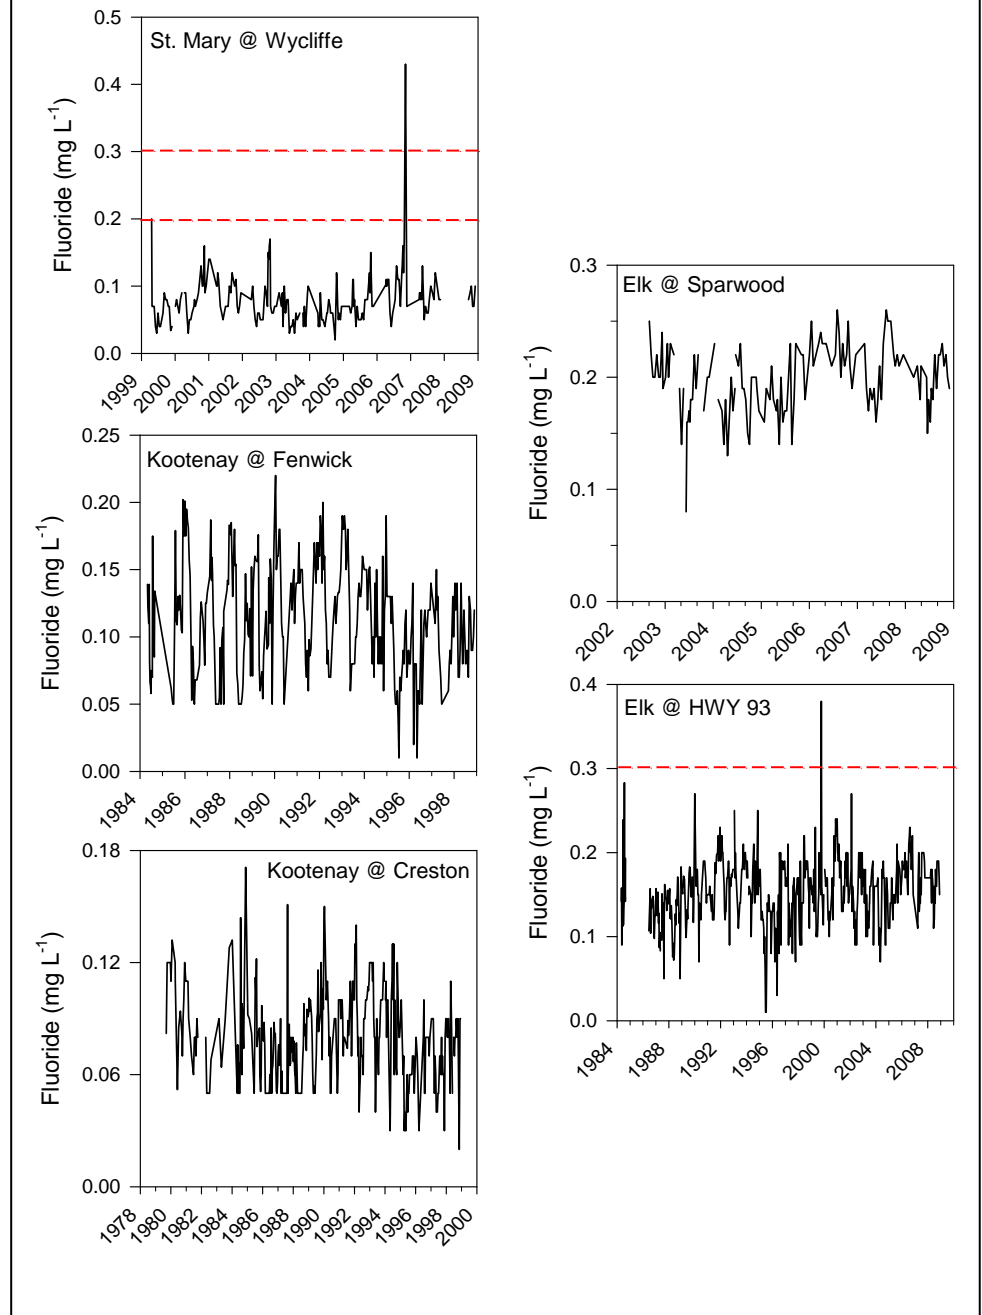 St. Mary @ Wycliffe
Fluoride (mg L⁻¹)
0.5
0.4
0.3
0.2
0.1
0.0
1999 2000 2001 2002 2003 2004 2005 2006 2007 2008 2009
Kootenay @ Fenwick
Fluoride (mg L⁻¹)
0.25
0.20
0.15
0.10
0.05
0.00
1984 1986 1988 1990 1992 1994 1996 1998
Kootenay @ Creston
Fluoride (mg L⁻¹)
0.18
0.12
0.06
0.00
1978 1980 1982 1984 1986 1988 1990 1992 1994 1996 1998 2000
Elk @ Sparwood
Fluoride (mg L⁻¹)
0.3
0.2
0.1
0.0
2002 2003 2004 2005 2006 2007 2008 2009
Elk @ HWY 93
Fluoride (mg L⁻¹)
0.4
0.3
0.2
0.1
0.0
1984 1988 1992 1996 2000 2004 2008